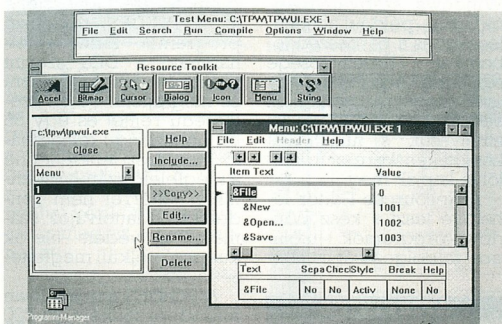 Test Menu: C:\TPW\TPWUI.EXE 1
File Edit Search Run Compile Options Window Help
Resource Toolkit
Accel Bitmap Cursor Dialog Icon Menu String
c:\tpw\tpwui.exe
Close
Menu
1
2
Help
Include...
>>Copy>>
Edit...
Rename...
Delete
Menu: C:\TPW\TPWUI.EXE 1
File Edit Header Help
Item Text Value
&File 0
&New 1001
&Open... 1002
&Save 1003
Text Sepa Chec Style Break Help
&File No No Activ None No
Programm-Manager